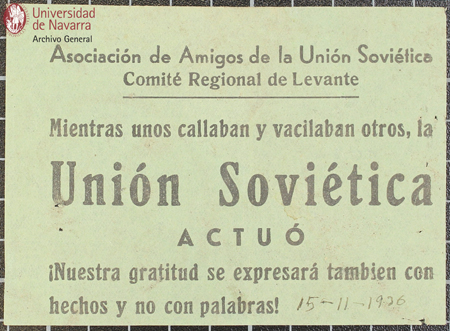 Universidad
de Navarra
Archivo General
Asociación de Amigos de la Unión Soviética
Comité Regional de Levante
Mientras unos callaban y vacilaban otros, la
Unión Soviética
ACTUÓ
¡Nuestra gratitud se expresará tambien con
hechos y no con palabras! 15-11-1936